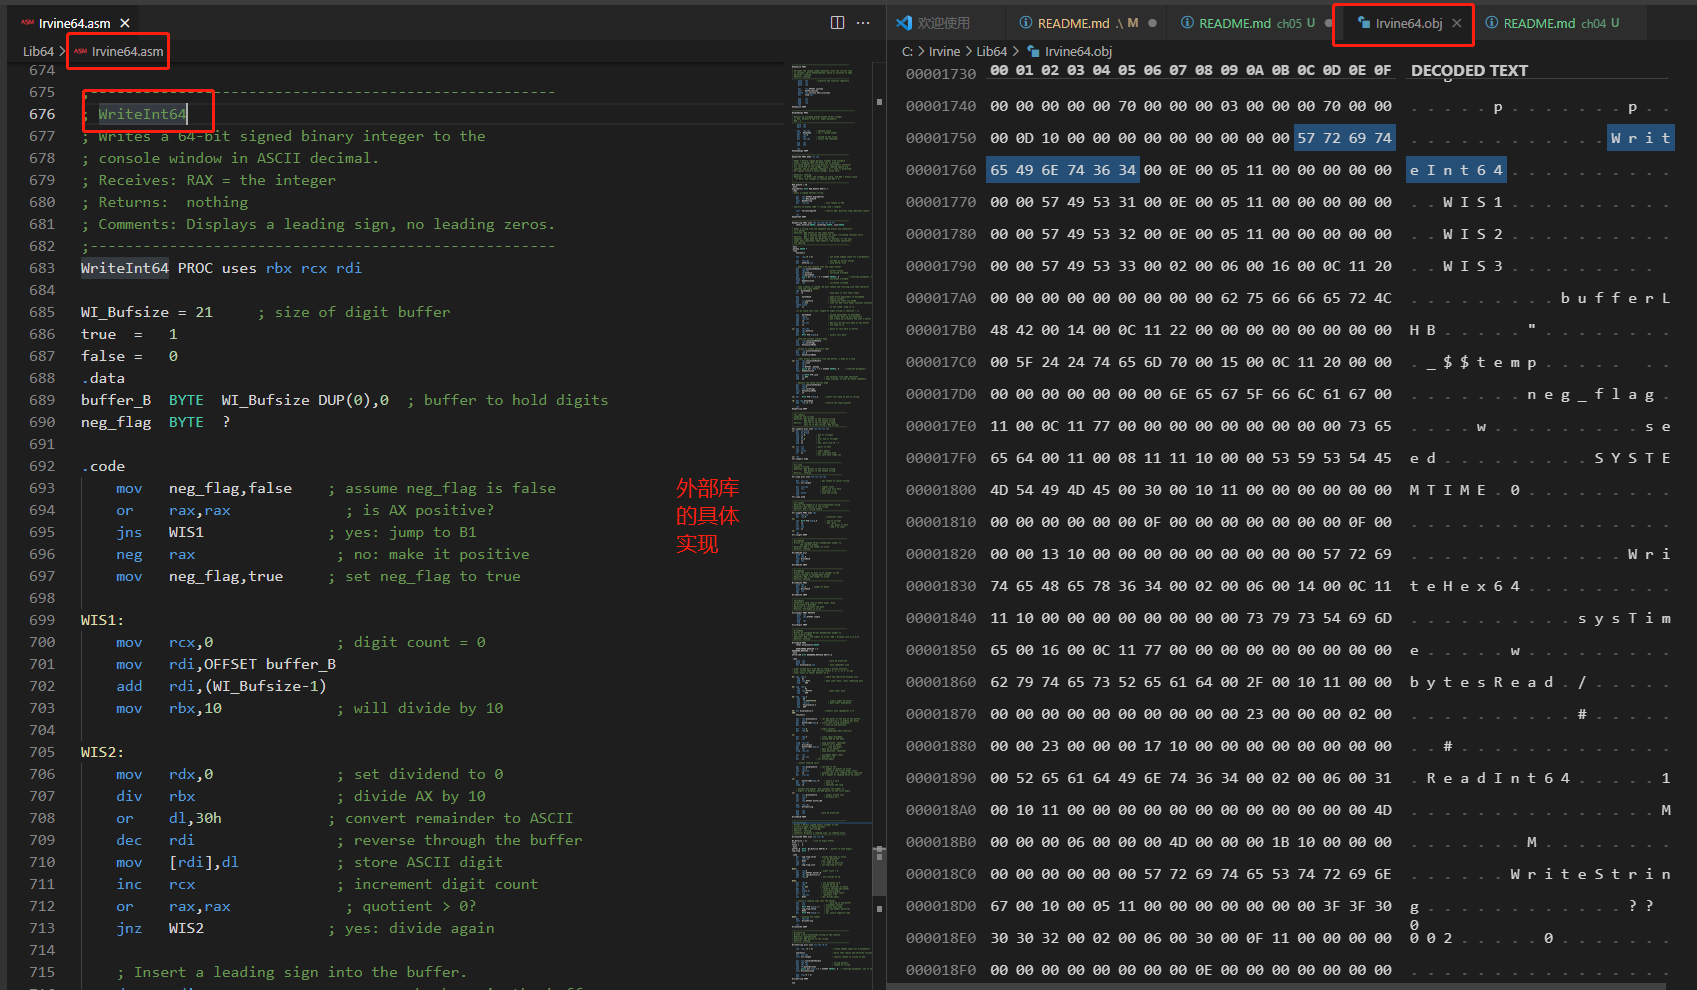 Irvine64.asm
Lib64 > Irvine64.asm
674
675 ;-----------------------------------------------------
676 ; WriteInt64
677 ; Writes a 64-bit signed binary integer to the
678 ; console window in ASCII decimal.
679 ; Receives: RAX = the integer
680 ; Returns:  nothing
681 ; Comments: Displays a leading sign, no leading zeros.
682 ;-----------------------------------------------------
683 WriteInt64 PROC uses rbx rcx rdi
684
685 WI_Bufsize = 21     ; size of digit buffer
686 true  =   1
687 false =   0
688 .data
689 buffer_B  BYTE  WI_Bufsize DUP(0),0  ; buffer to hold digits
690 neg_flag  BYTE  ?
691
692 .code
693     mov   neg_flag,false    ; assume neg_flag is false
694     or    rax,rax             ; is AX positive?
695     jns   WIS1              ; yes: jump to B1
696     neg   rax                ; no: make it positive
697     mov   neg_flag,true     ; set neg_flag to true
698
699 WIS1:
700     mov   rcx,0              ; digit count = 0
701     mov   rdi,OFFSET buffer_B
702     add   rdi,(WI_Bufsize-1)
703     mov   rbx,10             ; will divide by 10
704
705 WIS2:
706     mov   rdx,0              ; set dividend to 0
707     div   rbx                ; divide AX by 10
708     or    dl,30h            ; convert remainder to ASCII
709     dec   rdi                ; reverse through the buffer
710     mov   [rdi],dl           ; store ASCII digit
711     inc   rcx                ; increment digit count
712     or    rax,rax             ; quotient > 0?
713     jnz   WIS2              ; yes: divide again
714
715     ; Insert a leading sign into the buffer.
外部库
的具体
实现
欢迎使用 README.md .\ M README.md ch05 U Irvine64.obj README.md ch04 U
C: > Irvine > Lib64 > Irvine64.obj
00 01 02 03 04 05 06 07 08 09 0A 0B 0C 0D 0E 0F DECODED TEXT
00001730
00001740 00 00 00 00 00 70 00 00 00 03 00 00 00 70 00 00 . . . . . p . . . . . . . p . .
00001750 00 0D 10 00 00 00 00 00 00 00 00 00 57 72 69 74 . . . . . . . . . . . . W r i t
00001760 65 49 6E 74 36 34 00 0E 00 05 11 00 00 00 00 00 e I n t 6 4 . . . . . . . . . .
00001770 00 00 57 49 53 31 00 0E 00 05 11 00 00 00 00 00 . . W I S 1 . . . . . . . . . .
00001780 00 00 57 49 53 32 00 0E 00 05 11 00 00 00 00 00 . . W I S 2 . . . . . . . . . .
00001790 00 00 57 49 53 33 00 02 00 06 00 16 00 0C 11 20 . . W I S 3 . . . . . . . . . .
000017A0 00 00 00 00 00 00 00 00 00 62 75 66 66 65 72 4C . . . . . . . . . b u f f e r L
000017B0 48 42 00 14 00 0C 11 22 00 00 00 00 00 00 00 00 H B . . . . . " . . . . . . . .
000017C0 00 5F 24 24 74 65 6D 70 00 15 00 0C 11 20 00 00 . _ $ $ t e m p . . . . . . .
000017D0 00 00 00 00 00 00 00 6E 65 67 5F 66 6C 61 67 00 . . . . . . . n e g _ f l a g .
000017E0 11 00 0C 11 77 00 00 00 00 00 00 00 00 00 73 65 . . . . w . . . . . . . . . s e
000017F0 65 64 00 11 00 08 11 11 10 00 00 53 59 53 54 45 e d . . . . . . . . . S Y S T E
00001800 4D 54 49 4D 45 00 30 00 10 11 00 00 00 00 00 00 M T I M E . 0 . . . . . . . . .
00001810 00 00 00 00 00 00 0F 00 00 00 00 00 00 00 0F 00 . . . . . . . . . . . . . . . .
00001820 00 00 13 10 00 00 00 00 00 00 00 00 00 57 72 69 . . . . . . . . . . . . . W r i
00001830 74 65 48 65 78 36 34 00 02 00 06 00 14 00 0C 11 t e H e x 6 4 . . . . . . . . .
00001840 11 10 00 00 00 00 00 00 00 00 73 79 73 54 69 6D . . . . . . . . . . s y s T i m
00001850 65 00 16 00 0C 11 77 00 00 00 00 00 00 00 00 00 e . . . . . w . . . . . . . . .
00001860 62 79 74 65 73 52 65 61 64 00 2F 00 10 11 00 00 b y t e s R e a d . / . . . . .
00001870 00 00 00 00 00 00 00 00 00 00 23 00 00 00 02 00 . . . . . . . . . . # . . . . .
00001880 00 00 23 00 00 00 17 10 00 00 00 00 00 00 00 00 . . # . . . . . . . . . . . . .
00001890 00 52 65 61 64 49 6E 74 36 34 00 02 00 06 00 31 . R e a d I n t 6 4 . . . . . 1
000018A0 00 10 11 00 00 00 00 00 00 00 00 00 00 00 00 4D . . . . . . . . . . . . . . . M
000018B0 00 00 00 06 00 00 00 4D 00 00 00 1B 10 00 00 00 . . . . . . . M . . . . . . . .
000018C0 00 00 00 00 00 00 57 72 69 74 65 53 74 72 69 6E . . . . . . W r i t e S t r i n
000018D0 67 00 10 00 05 11 00 00 00 00 00 00 00 3F 3F 30 g . . . . . . . . . . . . ? ? 0
000018E0 30 30 32 00 02 00 06 00 30 00 0F 11 00 00 00 00 0 0 2 . . . . . 0 . . . . . . .
000018F0 00 00 00 00 00 00 00 00 0E 00 00 00 00 00 00 00 . . . . . . . . . . . . . . . .